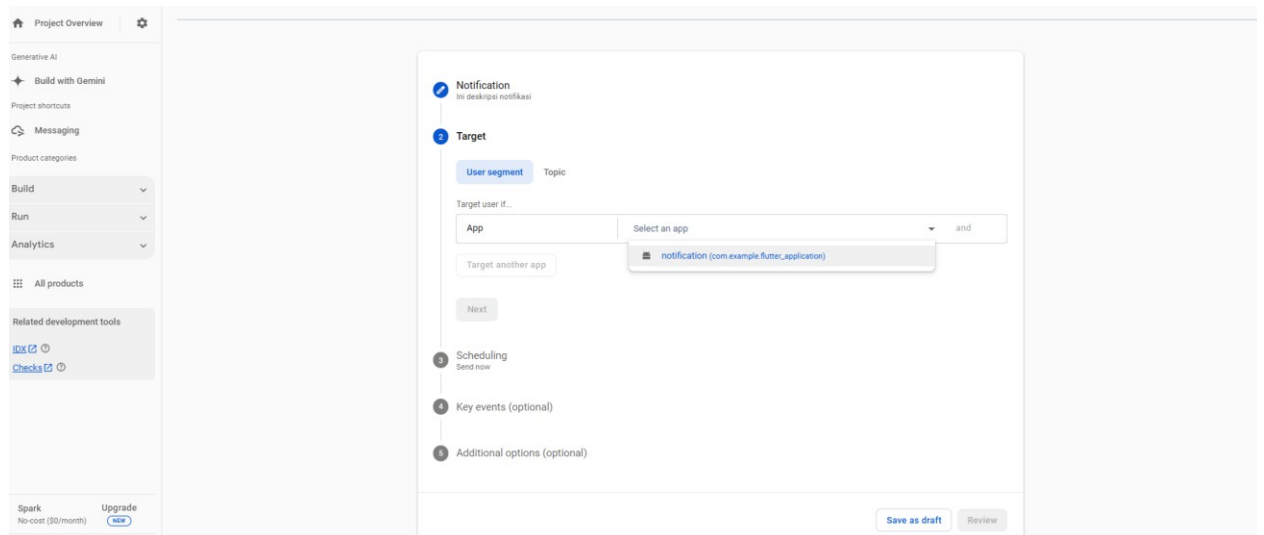 Project Overview
Generative AI
Build with Gemini
Project shortcuts
Messaging
Product categories
Build
Run
Analytics
All products
Related development tools
IDX
Checks
Spark
No-cost ($0/month)
Upgrade
NEW
Notification
Ini deskripsi notifikasi
2 Target
User segment Topic
Target user if...
App Select an app and
notification (com.example.flutter_application)
Target another app
Next
3 Scheduling
Send now
4 Key events (optional)
5 Additional options (optional)
Save as draft Review